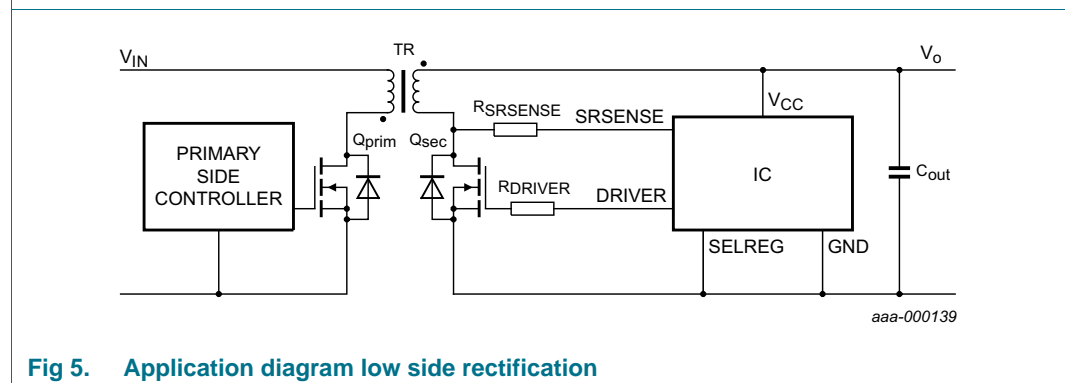 TR
V_IN
V_o
R_SRSENSE
SRSENSE
V_CC
Q_prim
Q_sec
PRIMARY
SIDE
CONTROLLER
IC
C_out
R_DRIVER
DRIVER
SELREG
GND
aaa-000139
Fig 5. Application diagram low side rectification